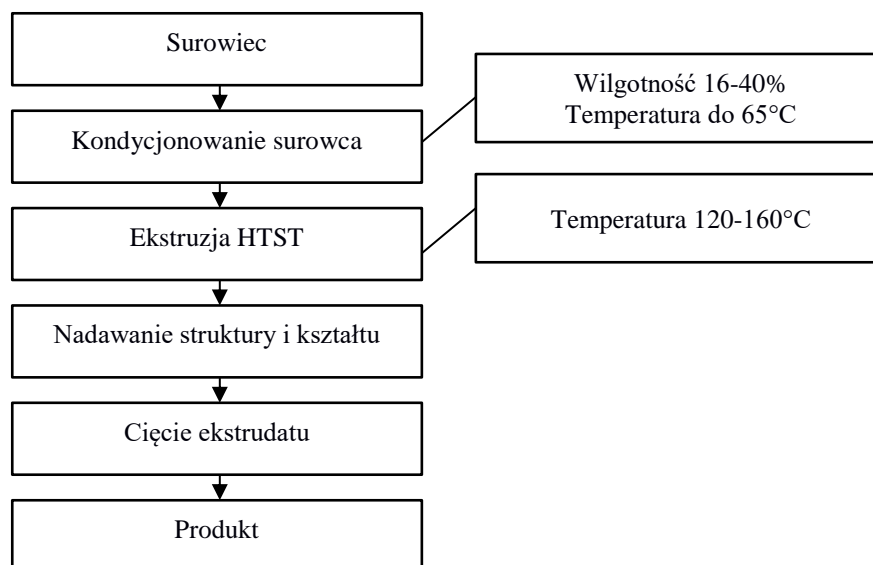 Surowiec
Wilgotność 16-40%
Temperatura do 65°C
Kondycjonowanie surowca
Ekstruzja HTST
Temperatura 120-160°C
Nadawanie struktury i kształtu
Cięcie ekstrudatu
Produkt